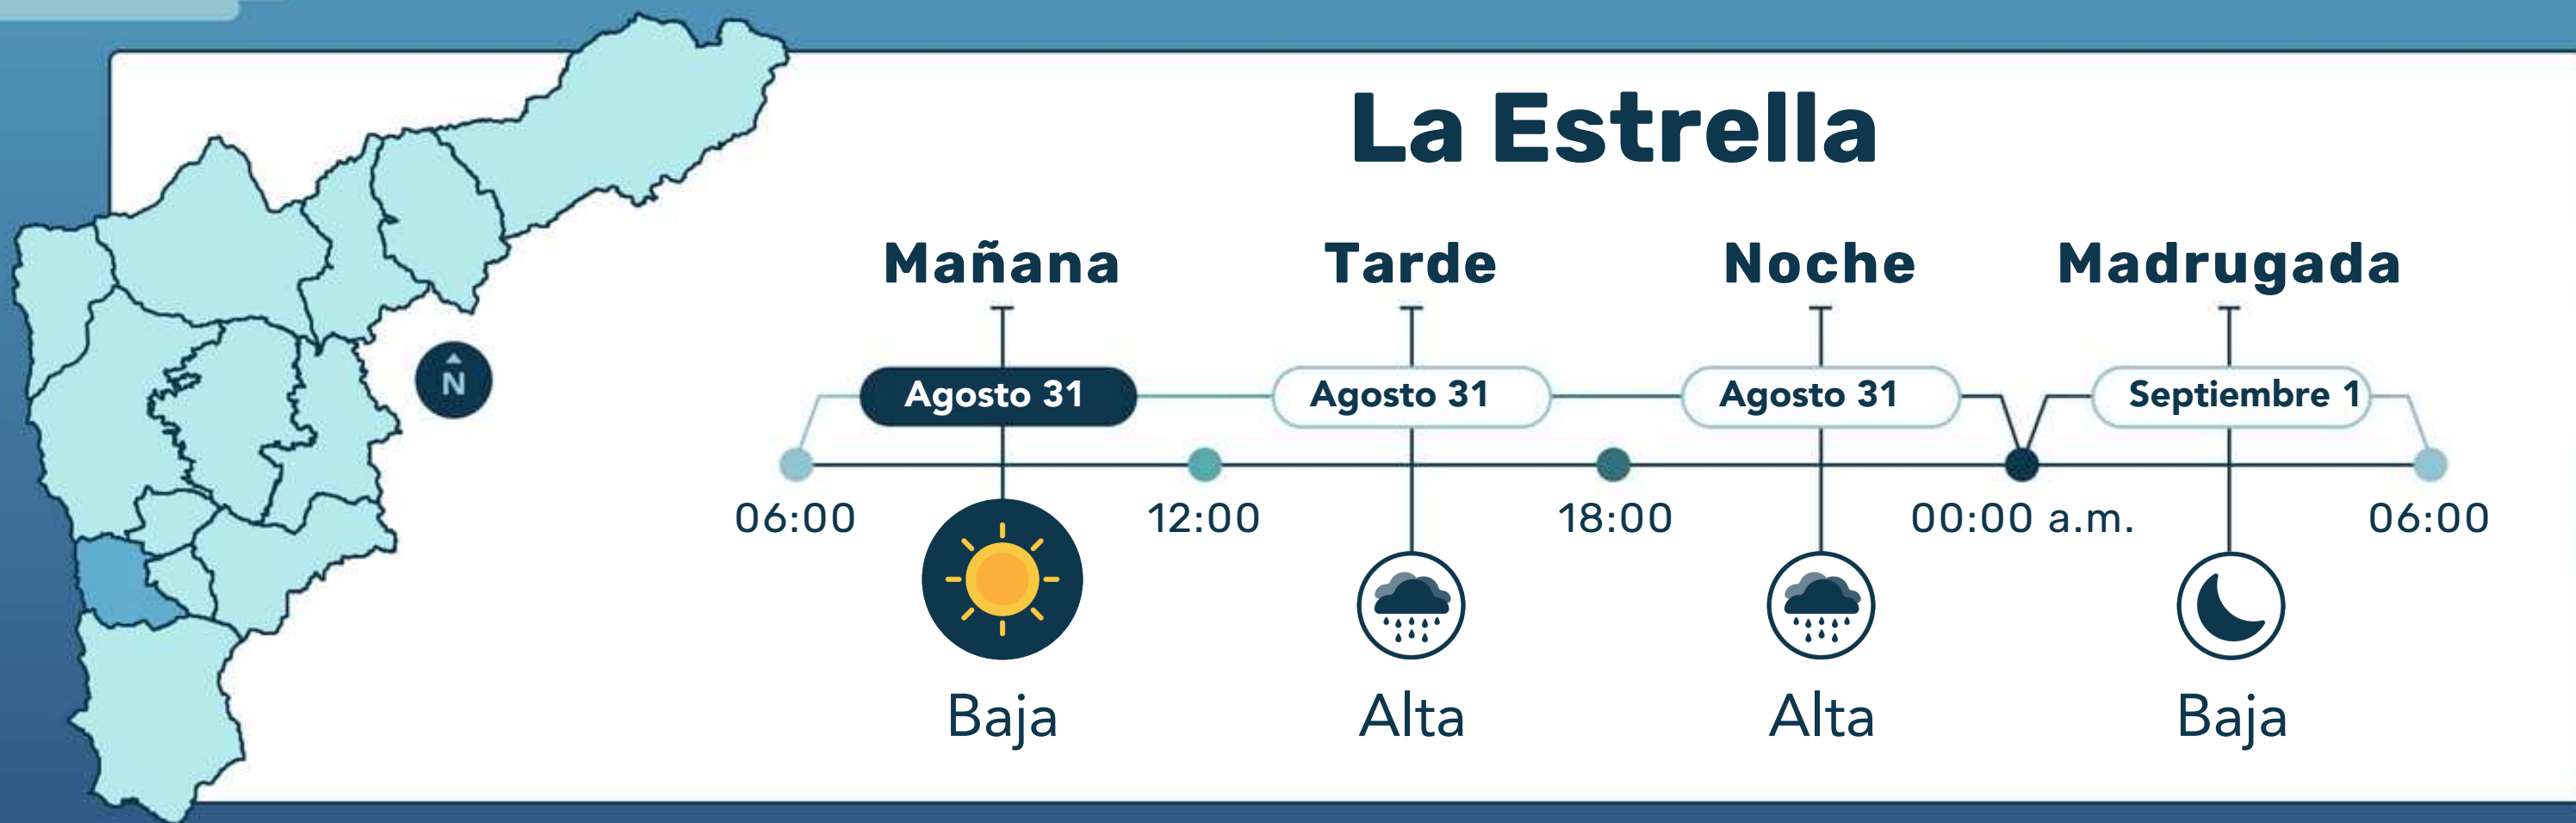 La Estrella
Mañana Tarde Noche Madrugada
N
Agosto 31 Agosto 31 Agosto 31 Septiembre 1
06:00 12:00 18:00 00:00 a.m. 06:00
Baja Alta Alta Baja